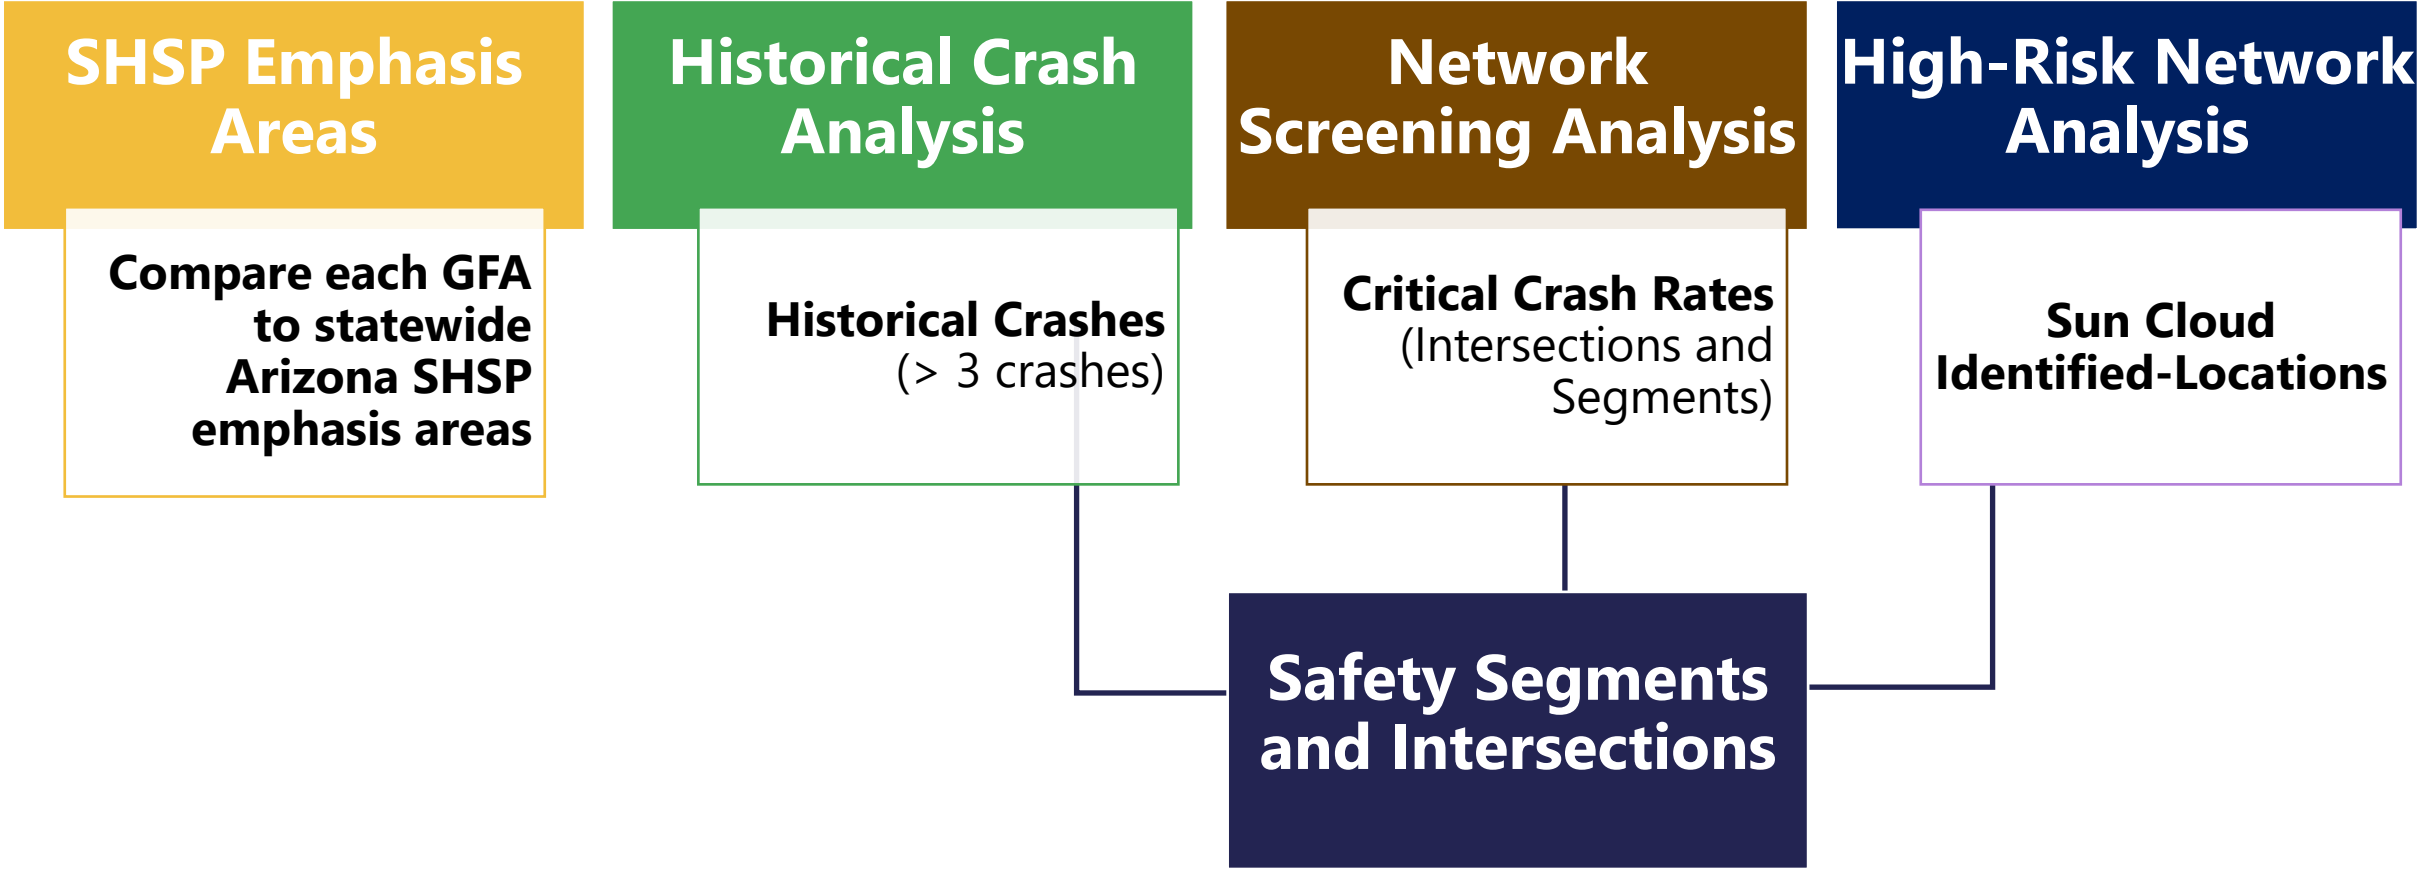 SHSP Emphasis
Areas
Compare each GFA
to statewide
Arizona SHSP
emphasis areas
Historical Crash
Analysis
Historical Crashes
(> 3 crashes)
Network
Screening Analysis
Critical Crash Rates
(Intersections and
Segments)
High-Risk Network
Analysis
Sun Cloud
Identified-Locations
Safety Segments
and Intersections